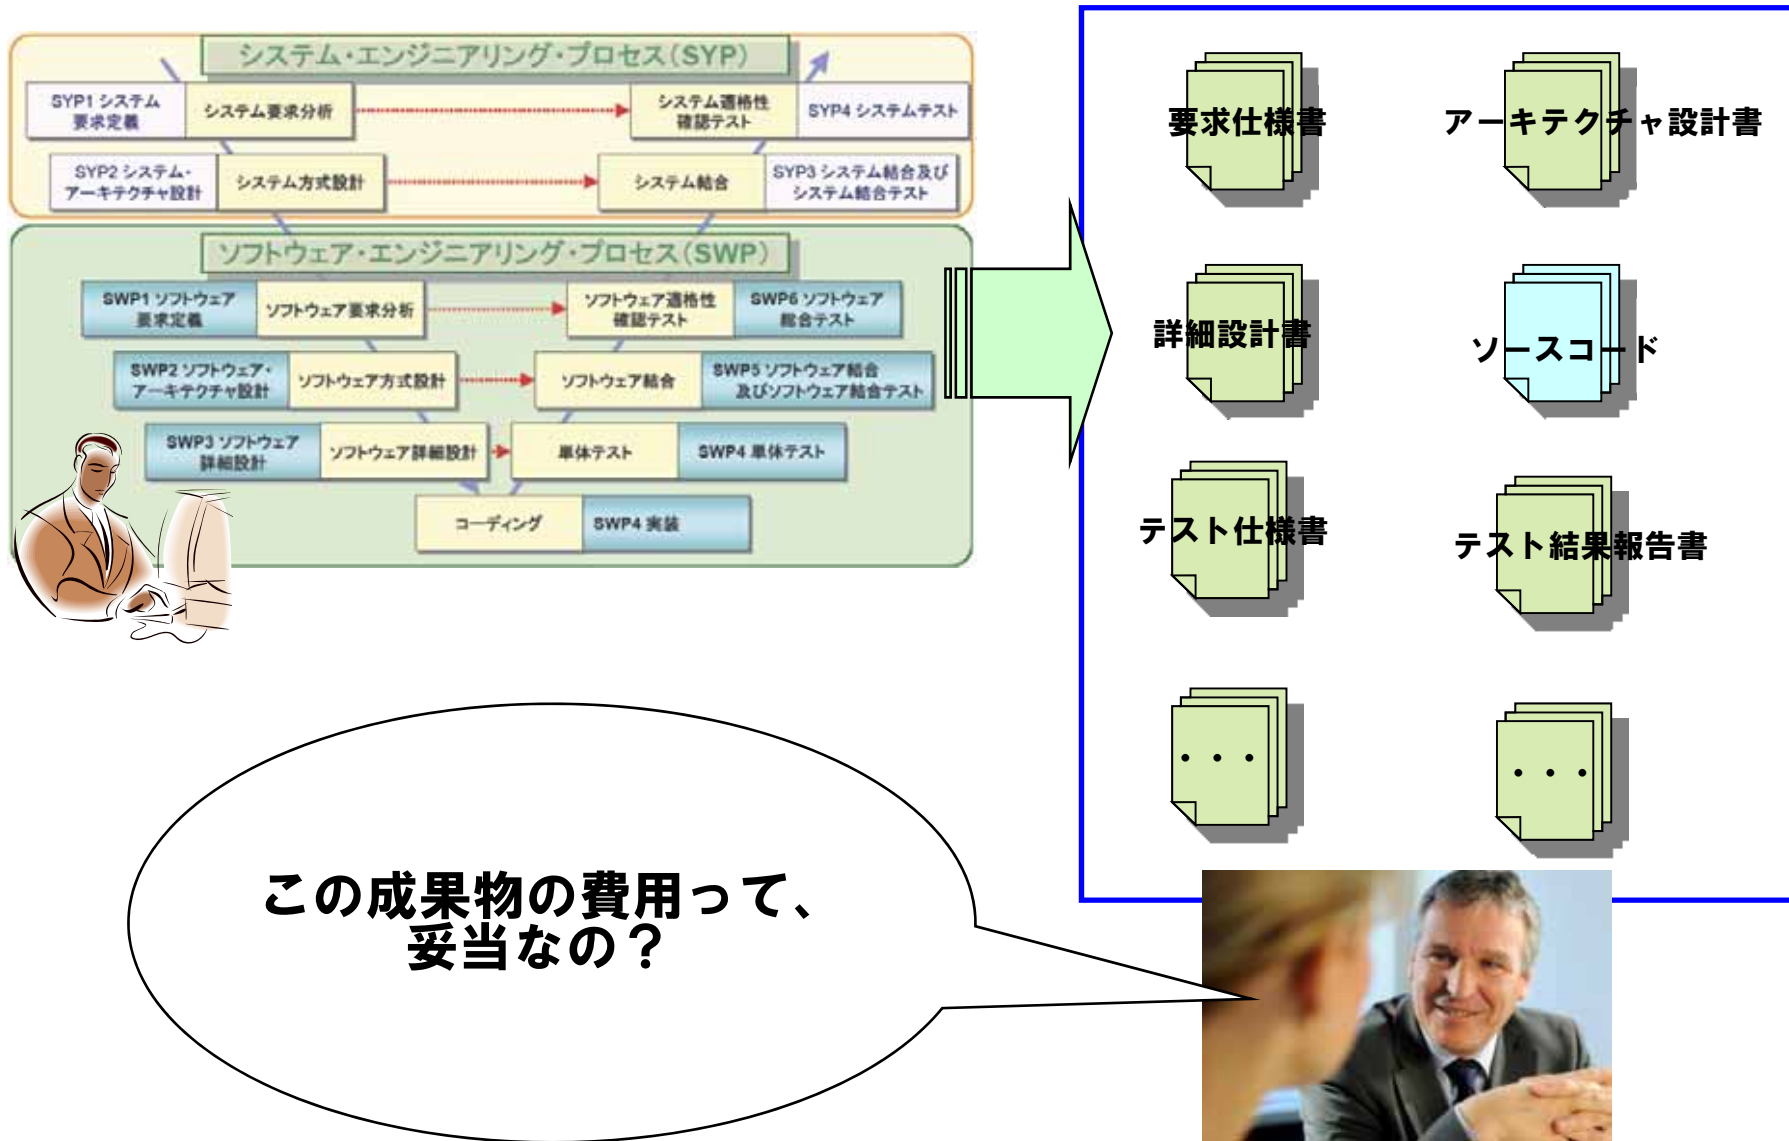 システム・エンジニアリング・プロセス（SYP）
SYP1 システム
要求定義
システム要求分析
システム適格性
確認テスト
SYP4 システムテスト
SYP2 システム・
アーキテクチャ設計
システム方式設計
システム結合
SYP3 システム結合及び
システム結合テスト
ソフトウェア・エンジニアリング・プロセス（SWP）
SWP1 ソフトウェア
要求定義
ソフトウェア要求分析
ソフトウェア適格性
確認テスト
SWP6 ソフトウェア
総合テスト
SWP2 ソフトウェア・
アーキテクチャ設計
ソフトウェア方式設計
ソフトウェア結合
SWP5 ソフトウェア結合
及びソフトウェア結合テスト
SWP3 ソフトウェア
詳細設計
ソフトウェア詳細設計
単体テスト
SWP4 単体テスト
コーディング
SWP4 実装
要求仕様書
アーキテクチャ設計書
詳細設計書
ソースコード
テスト仕様書
テスト結果報告書
・・・
・・・
この成果物の費用って、
妥当なの？